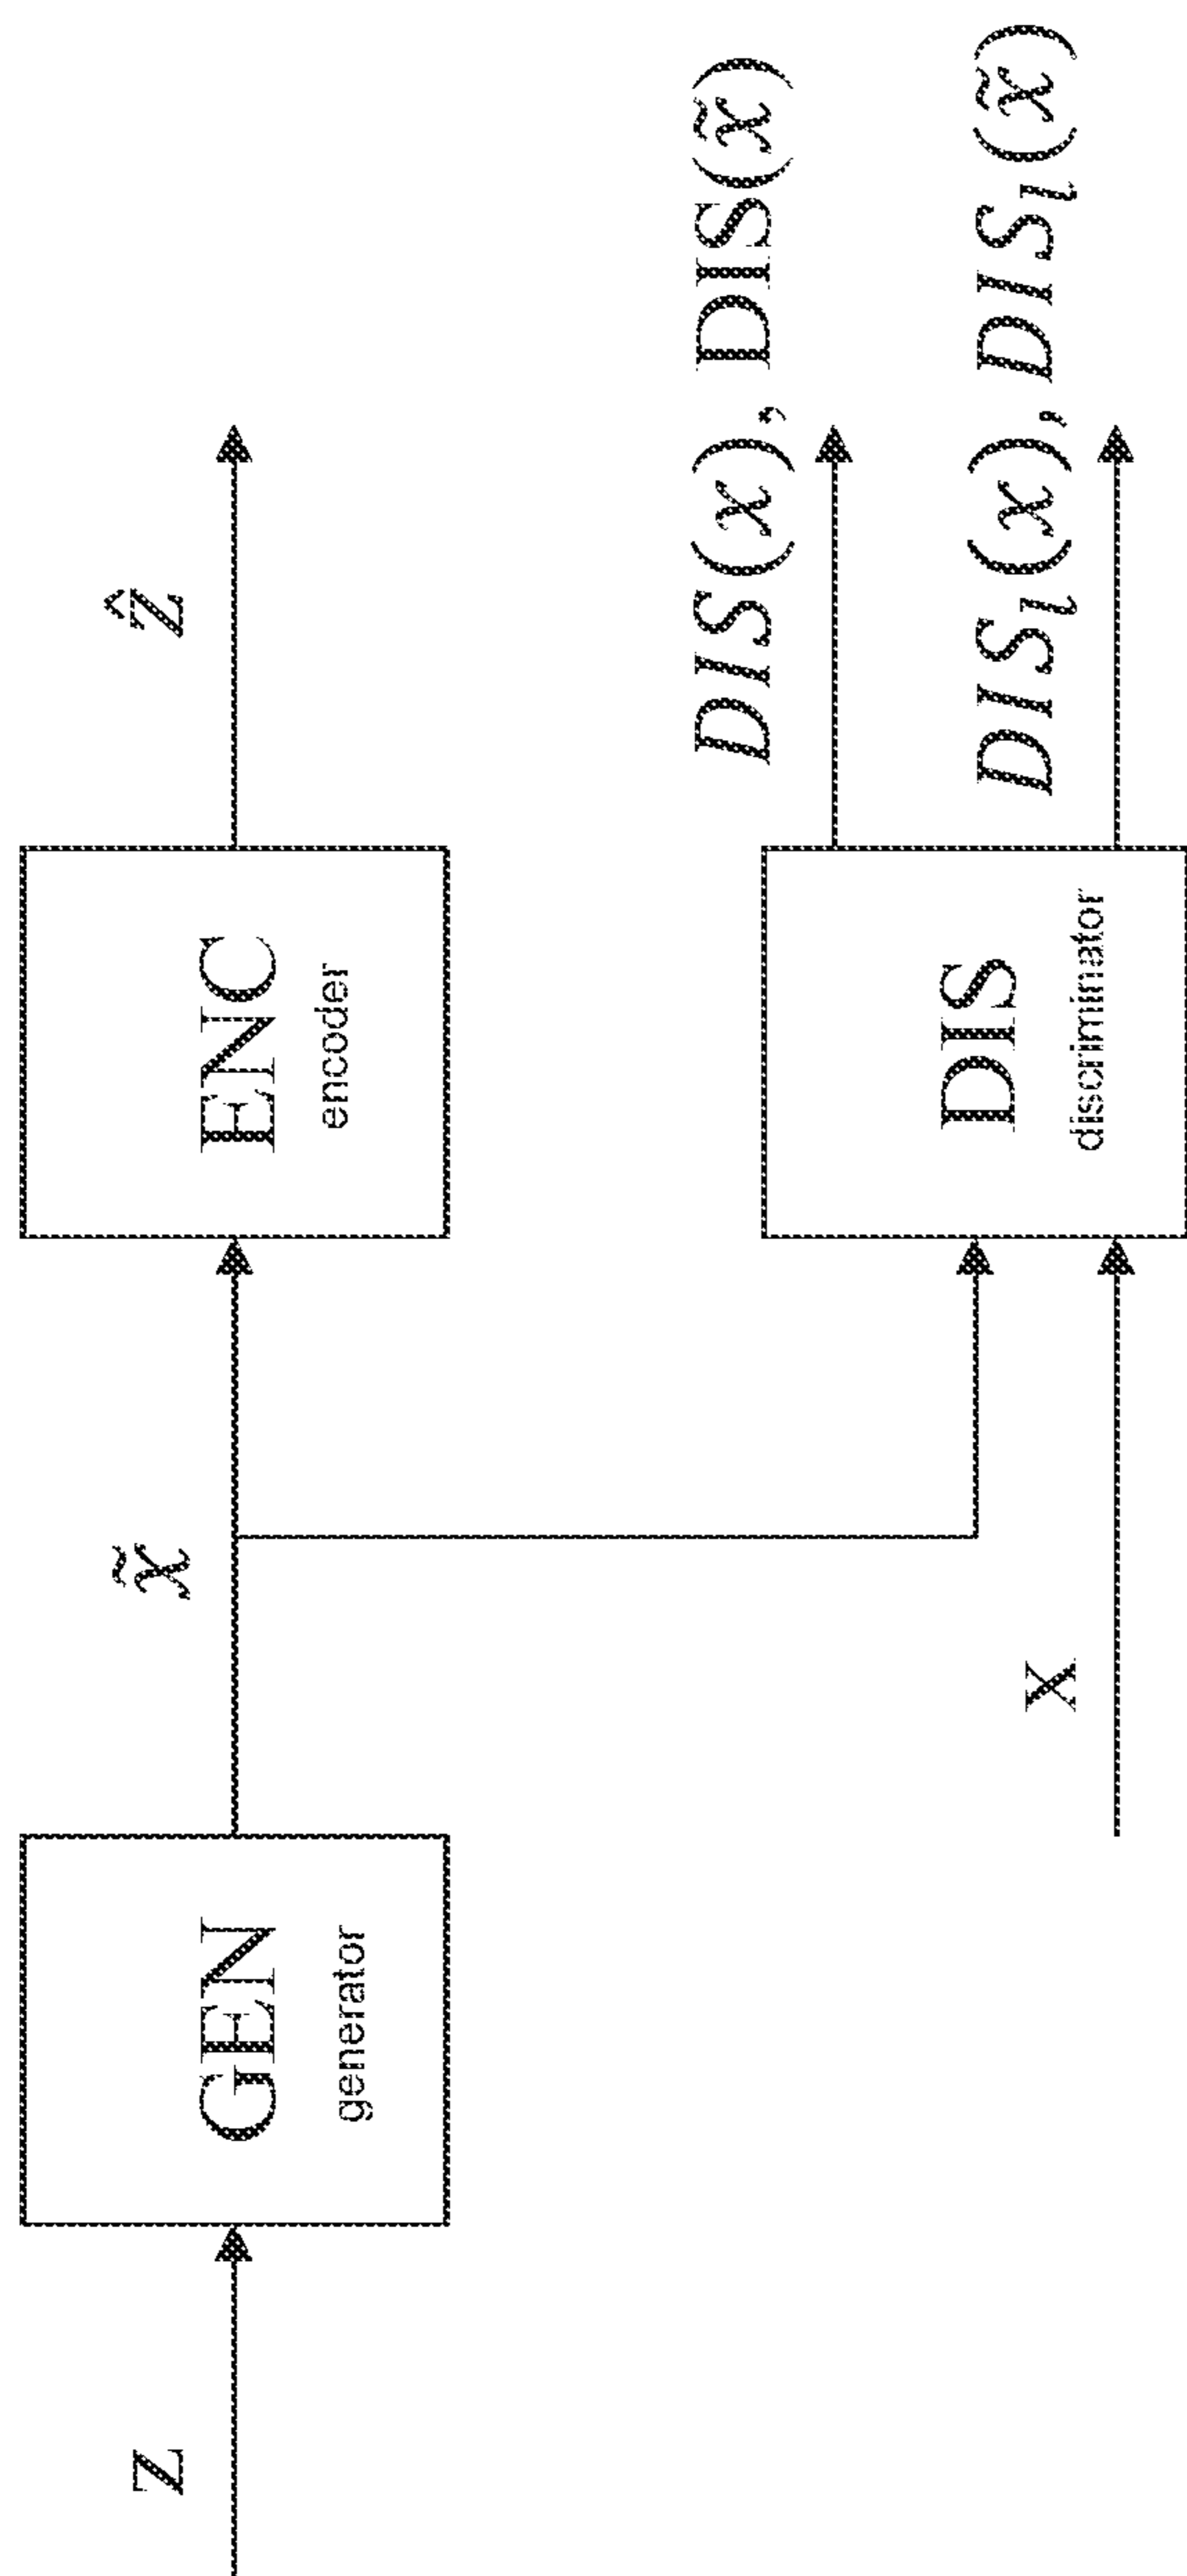 z
GEN
generator
x̃
ENC
encoder
ẑ
x
DIS
discriminator
DIS(x), DIS(x̃)
DIS_l(x), DIS_l(x̃)